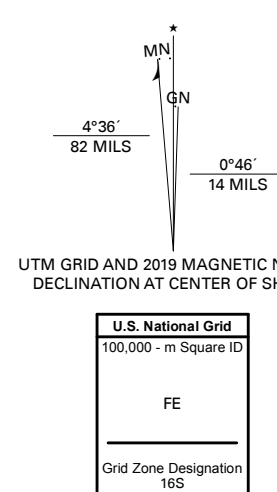 ★
MN
GN
4°36´
82 MILS
0°46´
14 MILS
UTM GRID AND 2019 MAGNETIC
DECLINATION AT CENTER OF
U.S. National Grid
100,000 - m Square ID
FE
Grid Zone Designation
16S